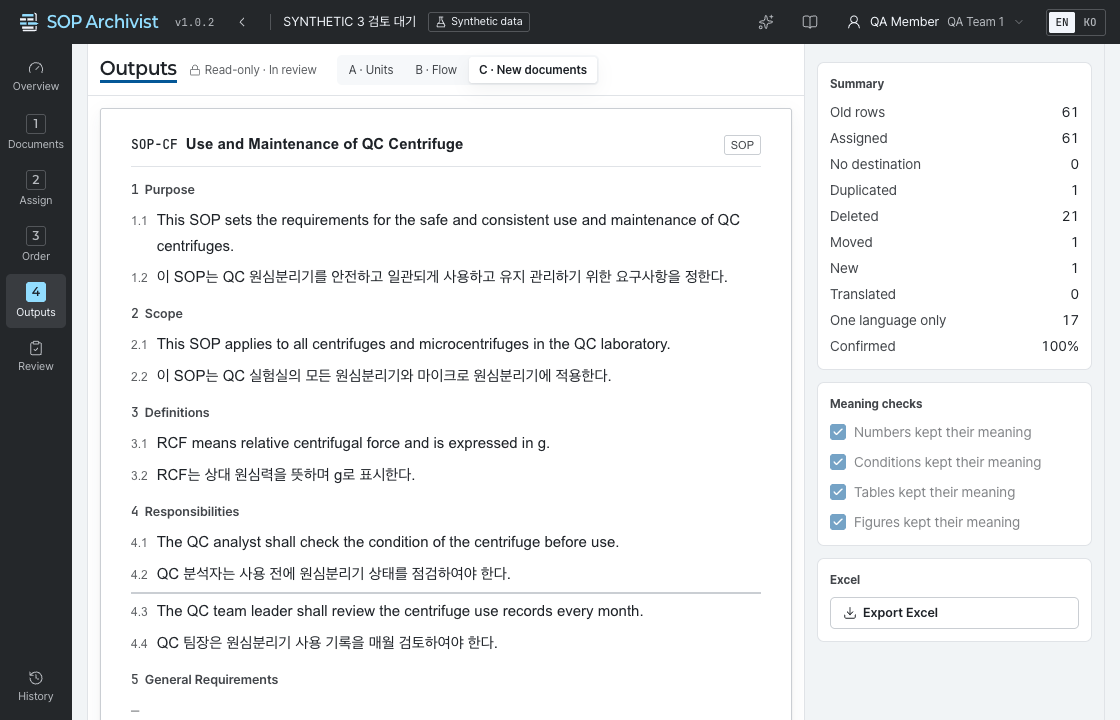 SOP Archivist v1.0.2 SYNTHETIC 3 검토 대기 Synthetic data QA Member QA Team 1 EN KO
Overview
1
Documents
2
Assign
3
Order
4
Outputs
Review
History
Outputs Read-only · In review A · Units B · Flow C · New documents
SOP-CF Use and Maintenance of QC Centrifuge SOP
1 Purpose
1.1 This SOP sets the requirements for the safe and consistent use and maintenance of QC
centrifuges.
1.2 이 SOP는 QC 원심분리기를 안전하고 일관되게 사용하고 유지 관리하기 위한 요구사항을 정한다.
2 Scope
2.1 This SOP applies to all centrifuges and microcentrifuges in the QC laboratory.
2.2 이 SOP는 QC 실험실의 모든 원심분리기와 마이크로 원심분리기에 적용한다.
3 Definitions
3.1 RCF means relative centrifugal force and is expressed in g.
3.2 RCF는 상대 원심력을 뜻하며 g로 표시한다.
4 Responsibilities
4.1 The QC analyst shall check the condition of the centrifuge before use.
4.2 QC 분석자는 사용 전에 원심분리기 상태를 점검하여야 한다.
4.3 The QC team leader shall review the centrifuge use records every month.
4.4 QC 팀장은 원심분리기 사용 기록을 매월 검토하여야 한다.
5 General Requirements
—
Summary
Old rows 61
Assigned 61
No destination 0
Duplicated 1
Deleted 21
Moved 1
New 1
Translated 0
One language only 17
Confirmed 100%
Meaning checks
Numbers kept their meaning
Conditions kept their meaning
Tables kept their meaning
Figures kept their meaning
Excel
Export Excel